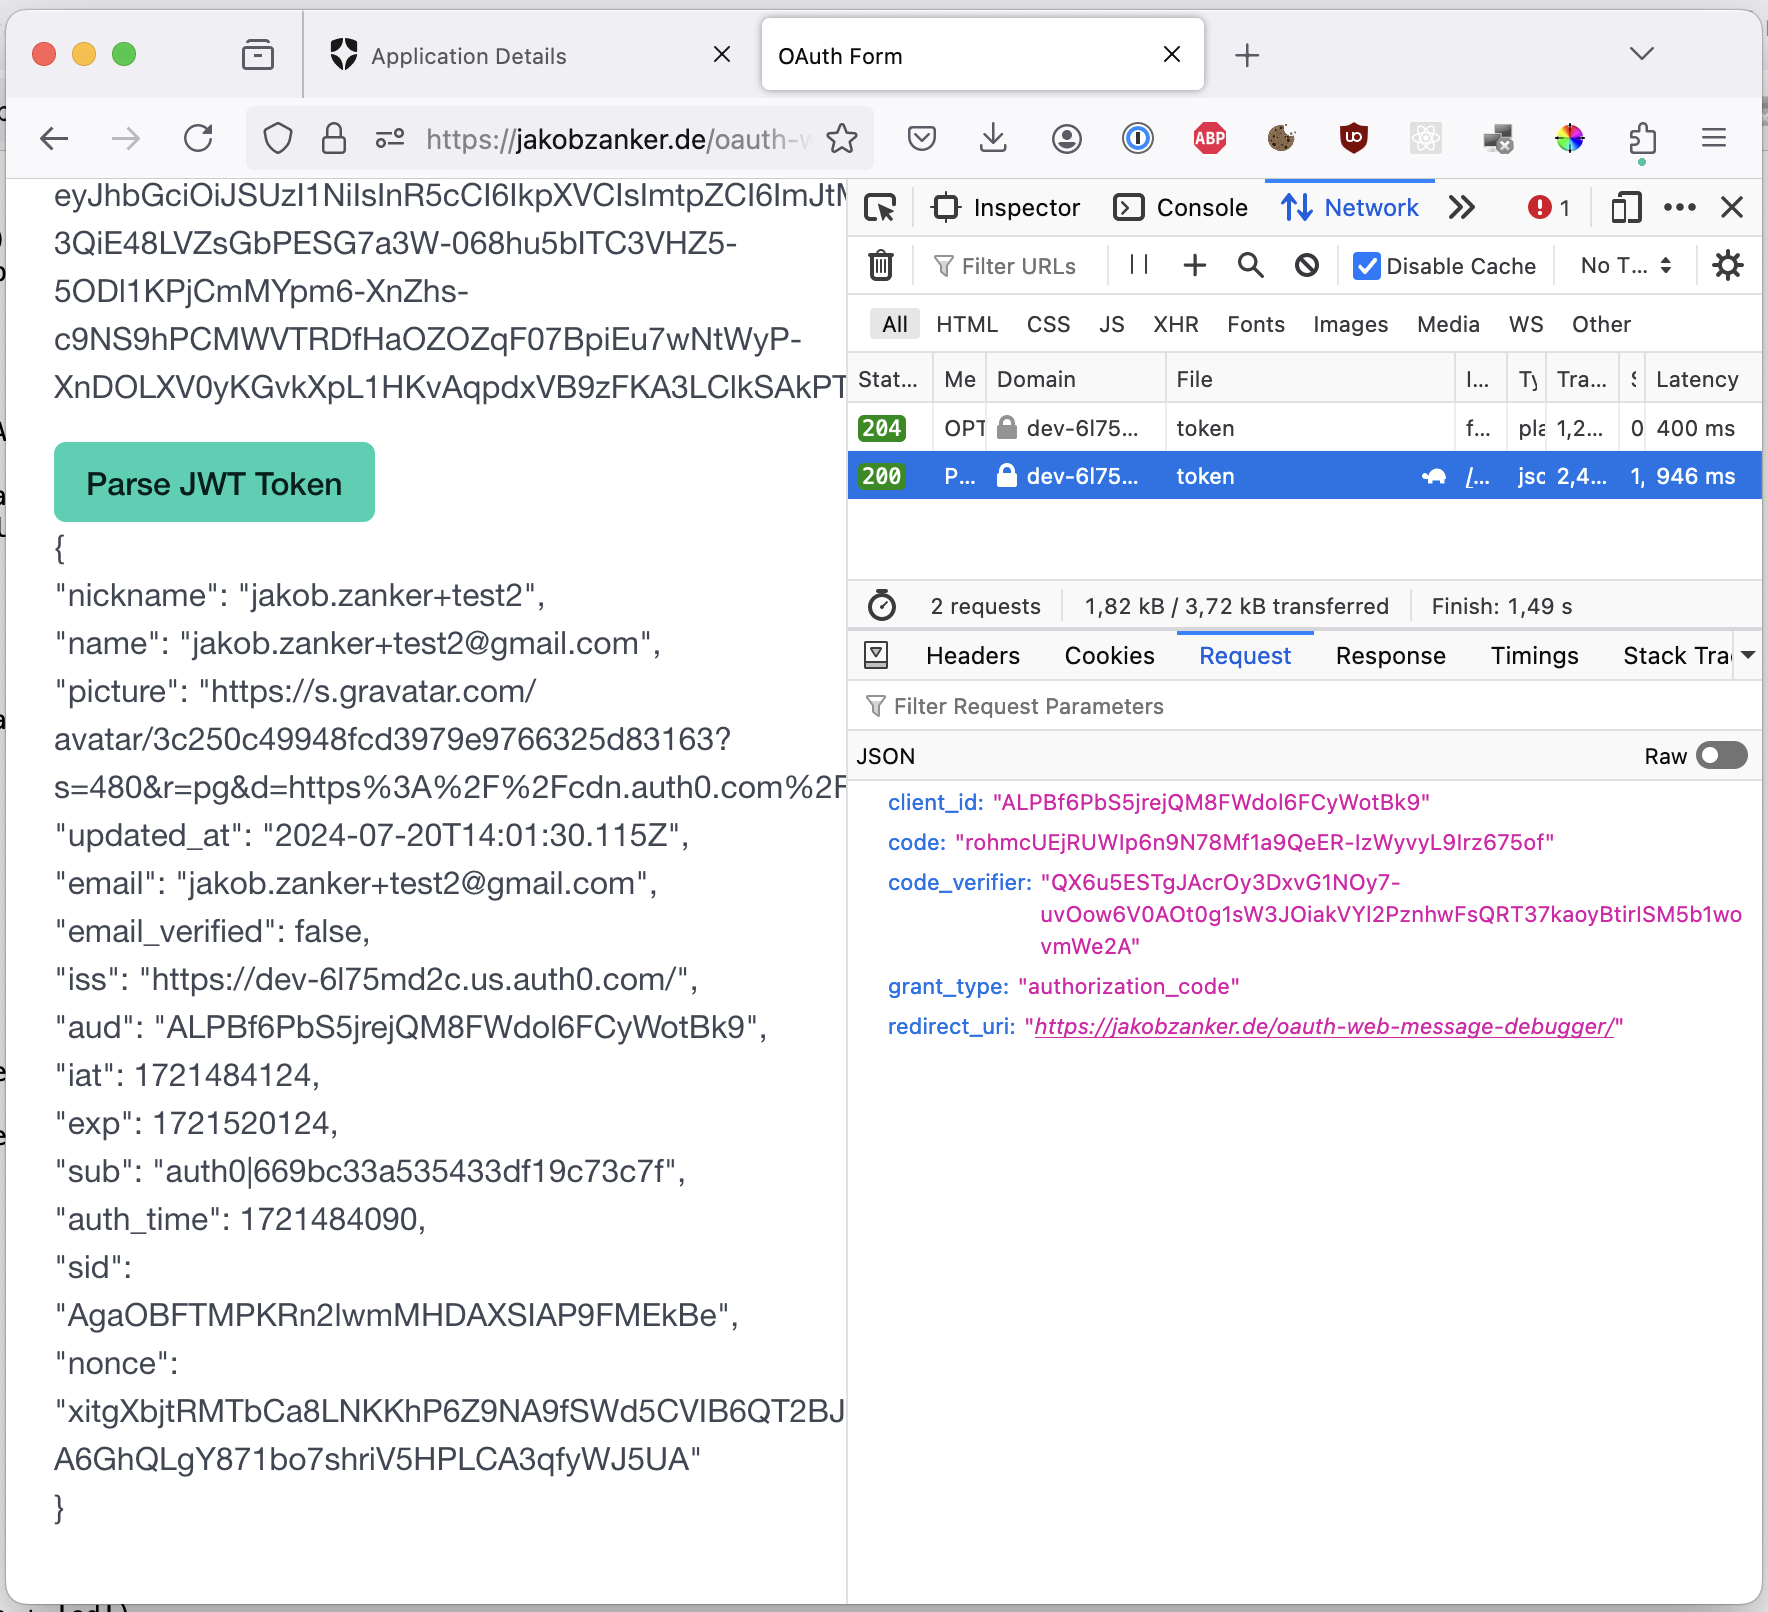 Application Details
OAuth Form
https://jakobzanker.de/oauth-w
ABP
eyJhbGciOiJSUzI1NiIsInR5cCI6IkpXVCIsImtpZCI6ImJtM
3QiE48LVZsGbPESG7a3W-068hu5bITC3VHZ5-
5ODl1KPjCmMYpm6-XnZhs-
c9NS9hPCMWVTRDfHaOZOZqF07BpiEu7wNtWyP-
XnDOLXV0yKGvkXpL1HKvAqpdxVB9zFKA3LClkSAkPT
Parse JWT Token
{
"nickname": "jakob.zanker+test2",
"name": "jakob.zanker+test2@gmail.com",
"picture": "https://s.gravatar.com/
avatar/3c250c49948fcd3979e9766325d83163?
s=480&r=pg&d=https%3A%2F%2Fcdn.auth0.com%2F
"updated_at": "2024-07-20T14:01:30.115Z",
"email": "jakob.zanker+test2@gmail.com",
"email_verified": false,
"iss": "https://dev-6l75md2c.us.auth0.com/",
"aud": "ALPBf6PbS5jrejQM8FWdol6FCyWotBk9",
"iat": 1721484124,
"exp": 1721520124,
"sub": "auth0|669bc33a535433df19c73c7f",
"auth_time": 1721484090,
"sid":
"AgaOBFTMPKRn2lwmMHDAXSIAP9FMEkBe",
"nonce":
"xitgXbjtRMTbCa8LNKKhP6Z9NA9fSWd5CVIB6QT2BJ
A6GhQLgY871bo7shriV5HPLCA3qfyWJ5UA"
}
Inspector Console Network 1
Filter URLs Disable Cache No T...
All HTML CSS JS XHR Fonts Images Media WS Other
Stat... Me Domain File I... Ty Tra... S Latency
204 OPT dev-6l75... token f... pla 1,2... 0 400 ms
200 P... dev-6l75... token /... jsc 2,4... 1, 946 ms
2 requests 1,82 kB / 3,72 kB transferred Finish: 1,49 s
Headers Cookies Request Response Timings Stack Tra
Filter Request Parameters
JSON Raw
client_id: "ALPBf6PbS5jrejQM8FWdol6FCyWotBk9"
code: "rohmcUEjRUWIp6n9N78Mf1a9QeER-IzWyvyL9Irz675of"
code_verifier: "QX6u5ESTgJAcrOy3DxvG1NOy7-
uvOow6V0AOt0g1sW3JOiakVYl2PznhwFsQRT37kaoyBtirISM5b1wo
vmWe2A"
grant_type: "authorization_code"
redirect_uri: "https://jakobzanker.de/oauth-web-message-debugger/"